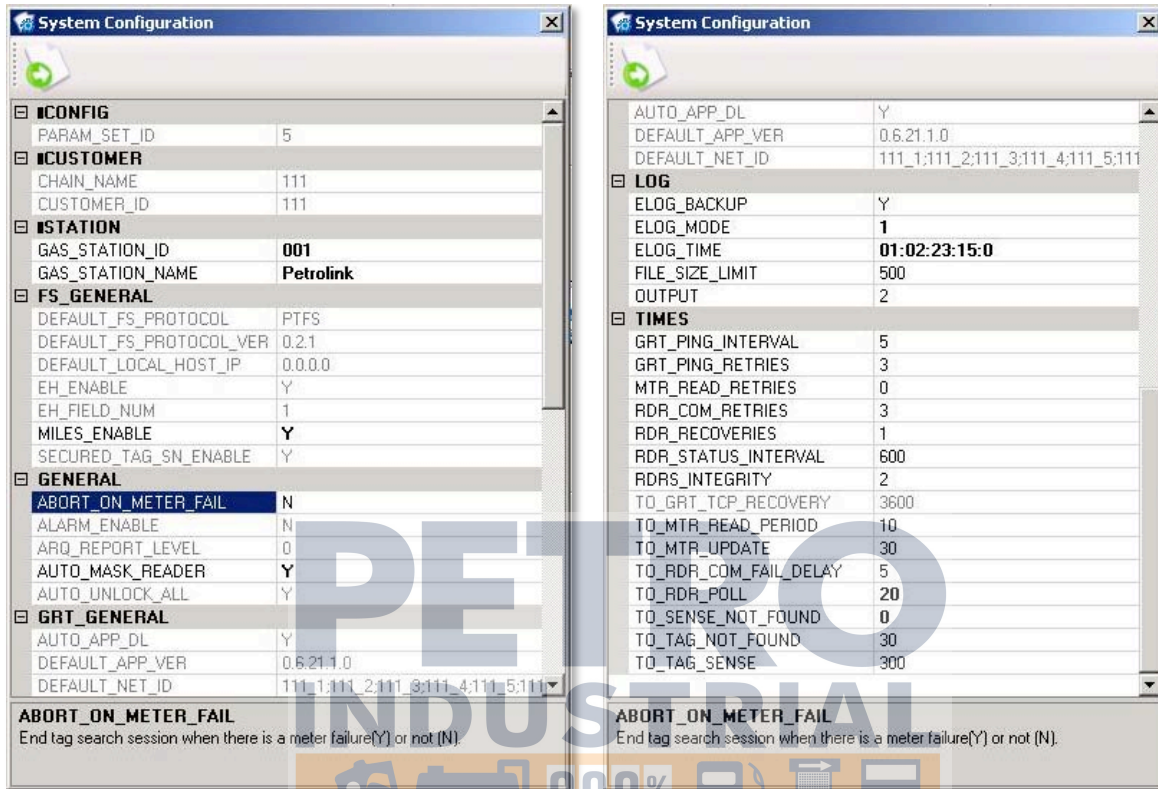 System Configuration
CONFIG
PARAM_SET_ID 5
CUSTOMER
CHAIN_NAME 111
CUSTOMER_ID 111
STATION
GAS_STATION_ID 001
GAS_STATION_NAME Petrolink
FS_GENERAL
DEFAULT_FS_PROTOCOL PTFS
DEFAULT_FS_PROTOCOL_VER 0.2.1
DEFAULT_LOCAL_HOST_IP 0.0.0.0
EH_ENABLE Y
EH_FIELD_NUM 1
MILES_ENABLE Y
SECURED_TAG_SN_ENABLE Y
GENERAL
ABORT_ON_METER_FAIL N
ALARM_ENABLE N
ARQ_REPORT_LEVEL 0
AUTO_MASK_READER Y
AUTO_UNLOCK_ALL Y
GRT_GENERAL
AUTO_APP_DL Y
DEFAULT_APP_VER 0.6.21.1.0
DEFAULT_NET_ID 111_1;111_2;111_3;111_4;111_5;111
ABORT_ON_METER_FAIL
End tag search session when there is a meter failure(Y) or not (N).
System Configuration
AUTO_APP_DL Y
DEFAULT_APP_VER 0.6.21.1.0
DEFAULT_NET_ID 111_1;111_2;111_3;111_4;111_5;111
LOG
ELOG_BACKUP Y
ELOG_MODE 1
ELOG_TIME 01:02:23:15:0
FILE_SIZE_LIMIT 500
OUTPUT 2
TIMES
GRT_PING_INTERVAL 5
GRT_PING_RETRIES 3
MTR_READ_RETRIES 0
RDR_COM_RETRIES 3
RDR_RECOVERIES 1
RDR_STATUS_INTERVAL 600
RDRS_INTEGRITY 2
TO_GRT_TCP_RECOVERY 3600
TO_MTR_READ_PERIOD 10
TO_MTR_UPDATE 30
TO_RDR_COM_FAIL_DELAY 5
TO_RDR_POLL 20
TO_SENSE_NOT_FOUND 0
TO_TAG_NOT_FOUND 30
TO_TAG_SENSE 300
ABORT_ON_METER_FAIL
End tag search session when there is a meter failure(Y) or not (N).
PETRO
INDUSTRIAL